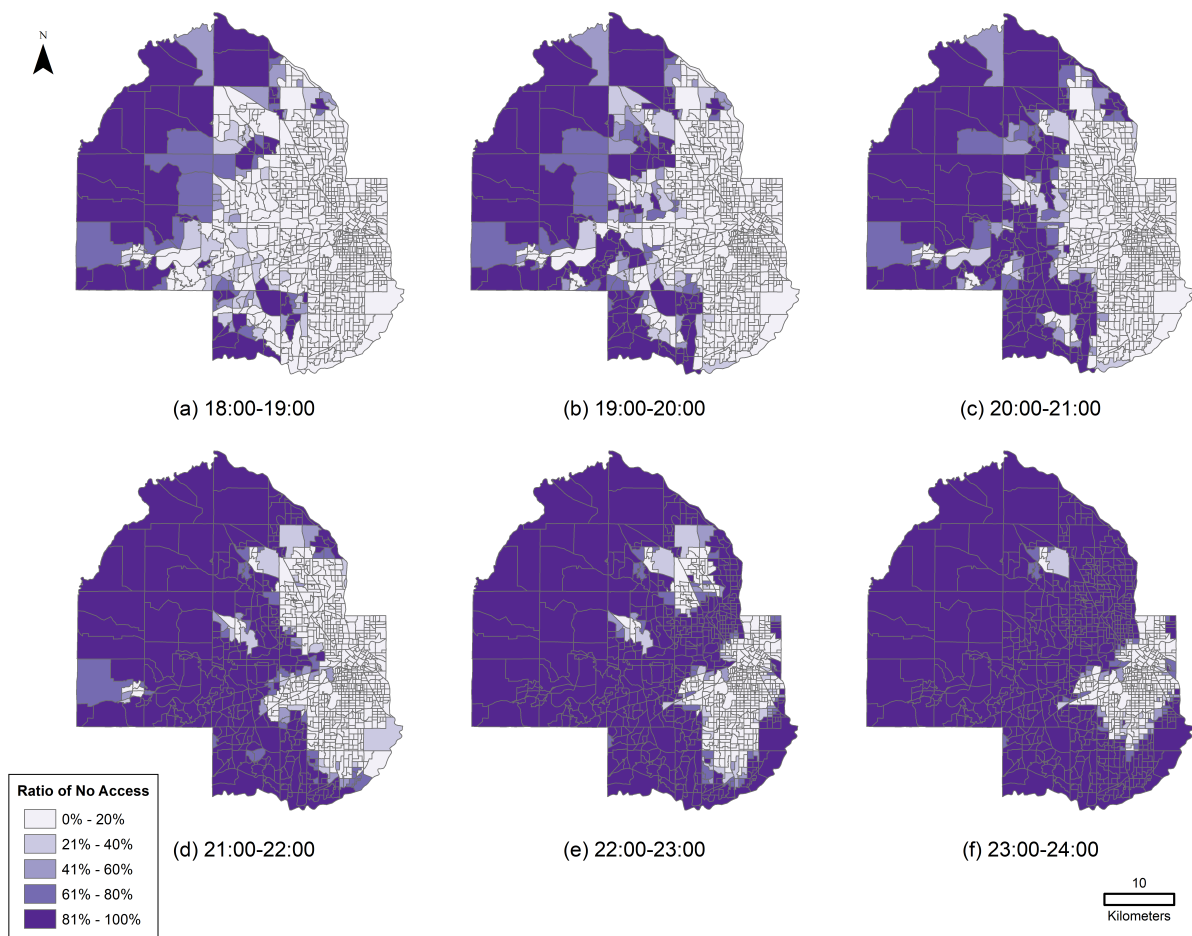 N
(a) 18:00-19:00
(b) 19:00-20:00
(c) 20:00-21:00
(d) 21:00-22:00
(e) 22:00-23:00
(f) 23:00-24:00
Ratio of No Access
0% - 20%
21% - 40%
41% - 60%
61% - 80%
81% - 100%
10
Kilometers